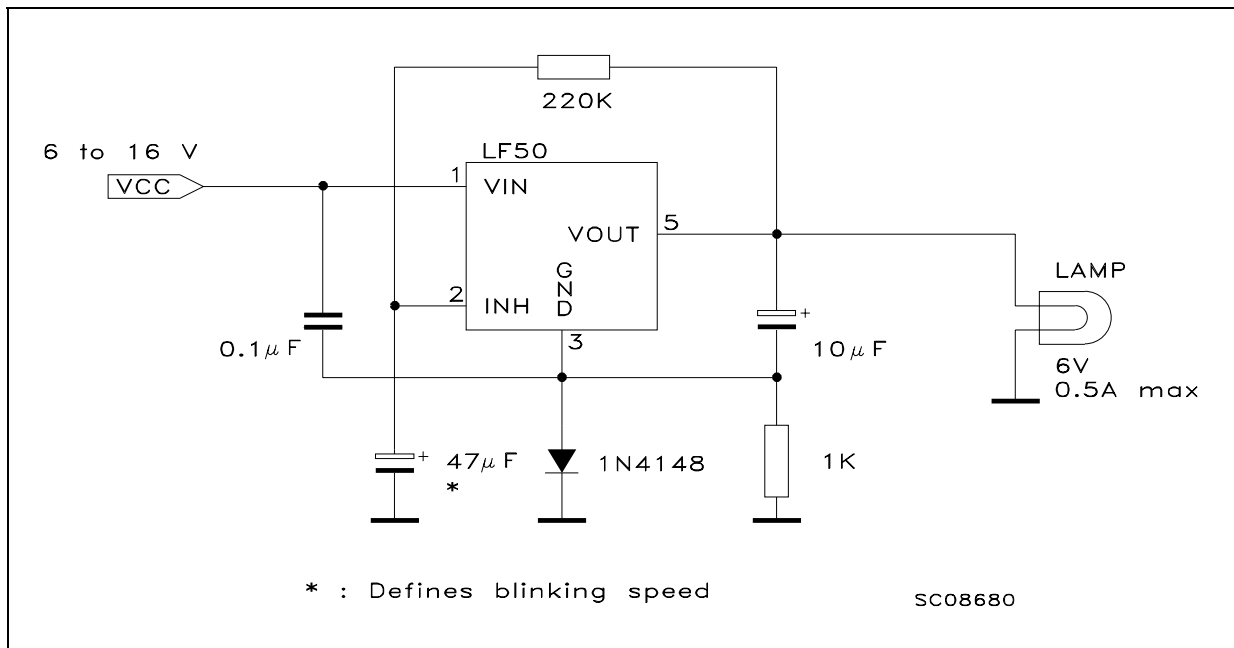 220K
6 to 16 V
LF50
VCC
1
VIN
5
VOUT
GND
LAMP
2
INH
3
0.1µF
+
10µF
6V
0.5A max
+
47µF
*
1N4148
1K
* : Defines blinking speed
SC08680